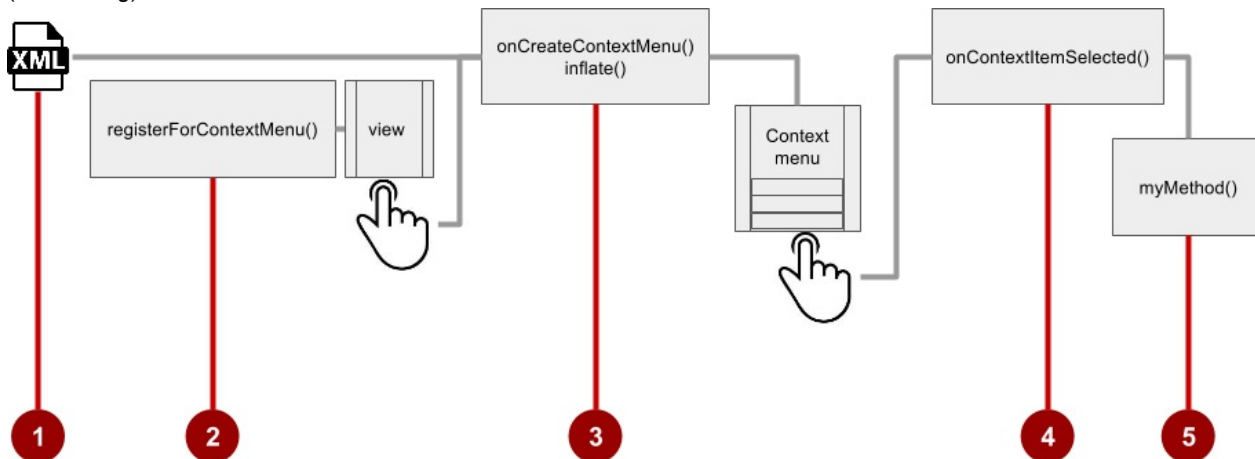 XML
onCreateContextMenu()
inflate()
onContextItemSelected()
registerForContextMenu()
view
Context
menu
myMethod()
1
2
3
4
5